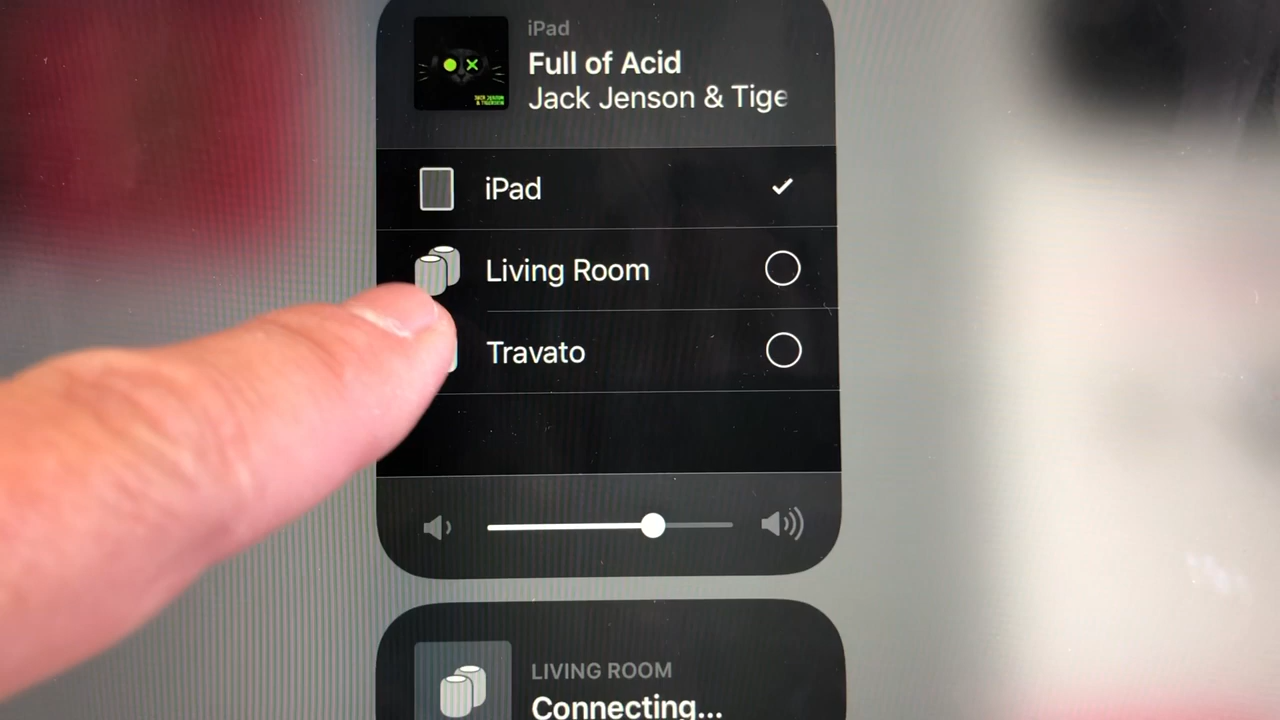 iPad
Full of Acid
Jack Jenson & Tige
iPad
Living Room
Travato
LIVING ROOM
Connecting...